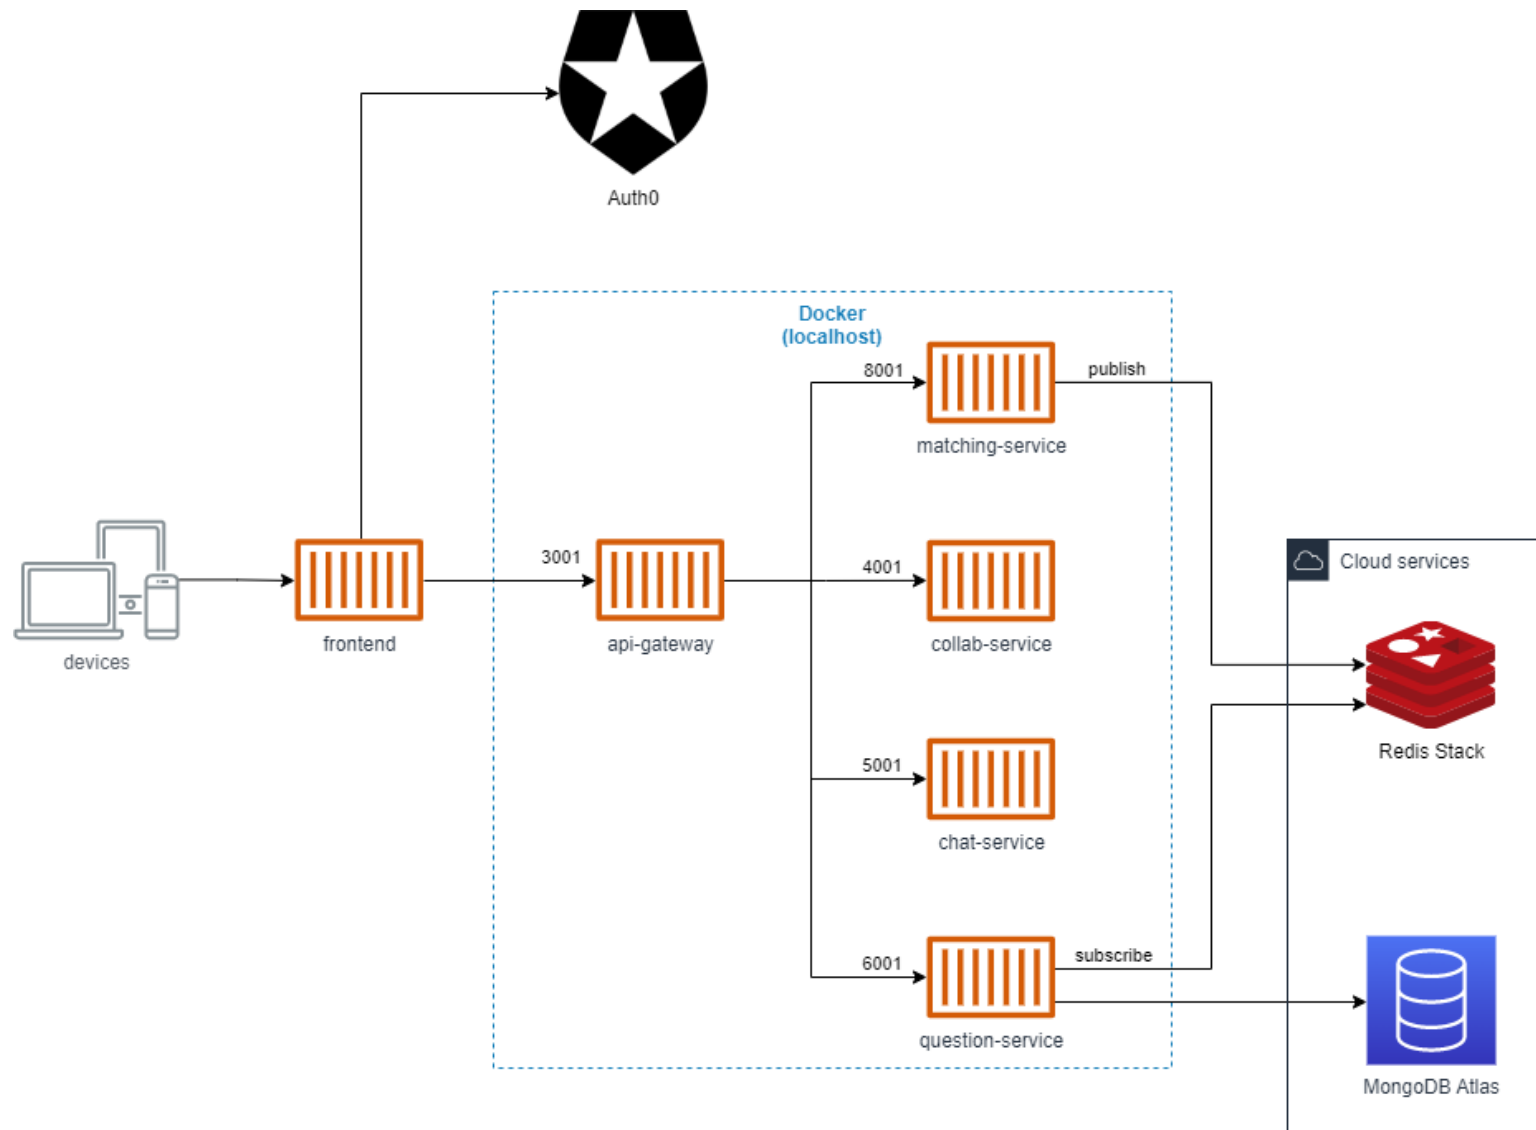 Auth0
Docker
(localhost)
8001
publish
matching-service
3001
4001
Cloud services
devices
frontend
api-gateway
collab-service
Redis Stack
5001
chat-service
6001
subscribe
question-service
MongoDB Atlas